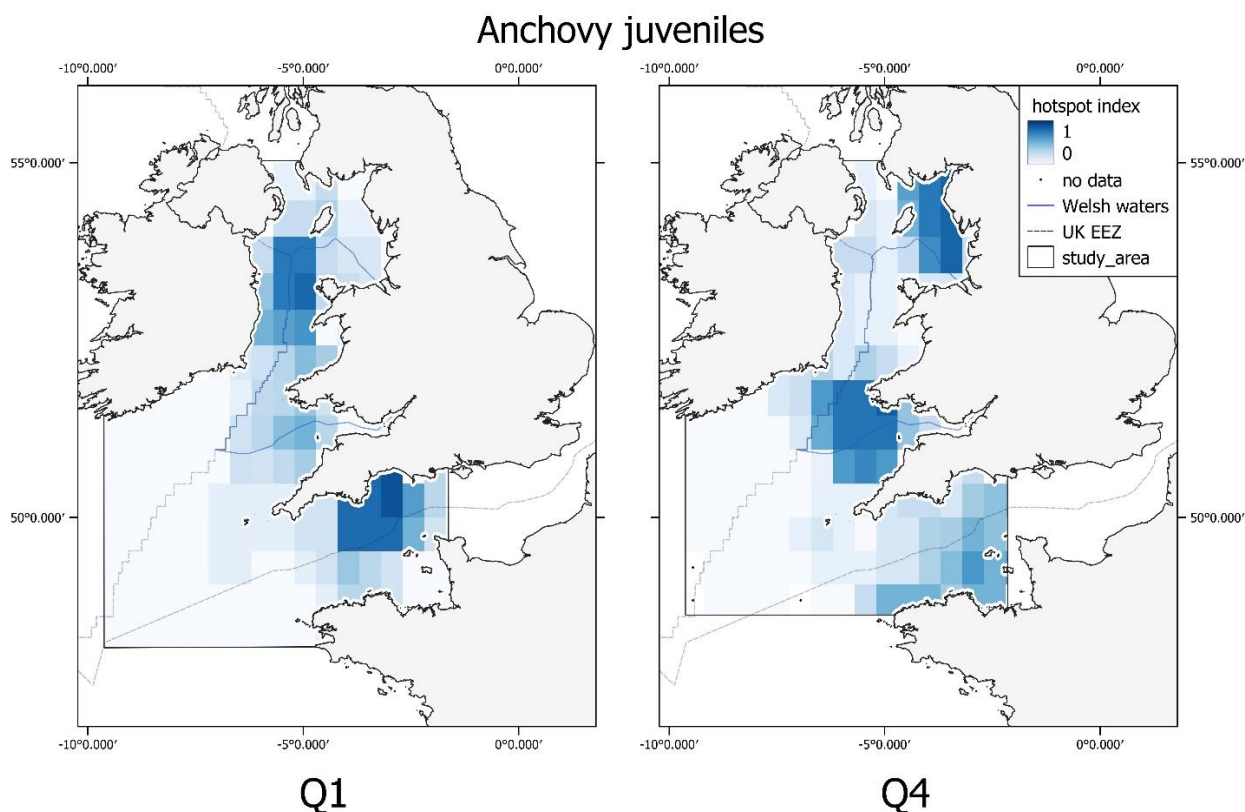 Anchovy juveniles
-10°0.000′ -5°0.000′ 0°0.000′ -10°0.000′ -5°0.000′ 0°0.000′
hotspot index
1
0
no data
Welsh waters
UK EEZ
study_area
55°0.000′ 55°0.000′
50°0.000′ 50°0.000′
-10°0.000′ -5°0.000′ 0°0.000′ -10°0.000′ -5°0.000′ 0°0.000′
Q1 Q4